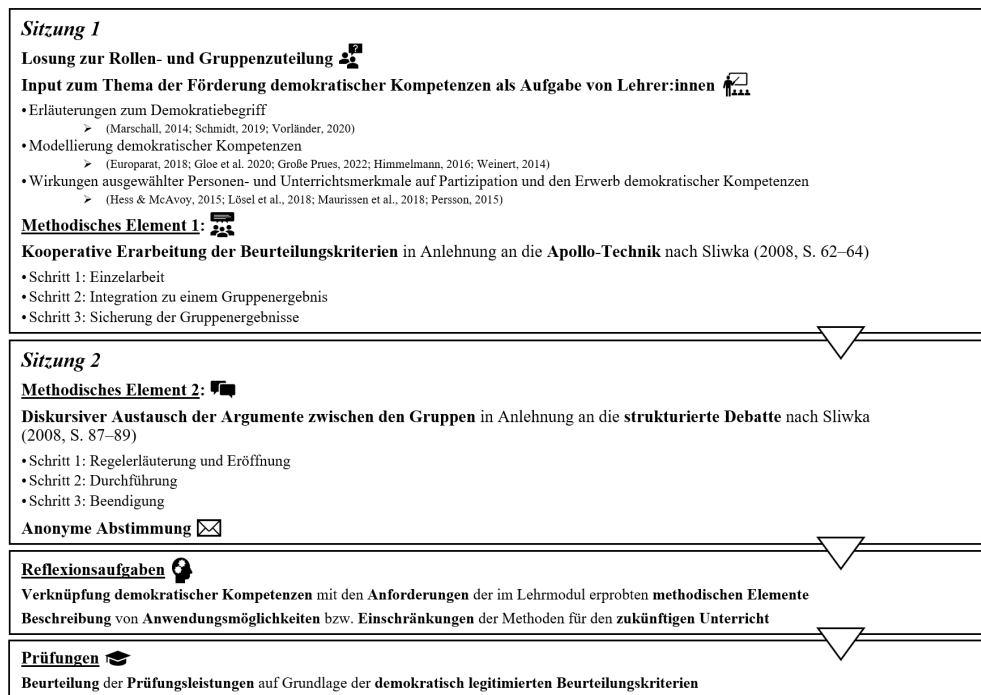 Sitzung 1
Losung zur Rollen- und Gruppenzuteilung
Input zum Thema der Förderung demokratischer Kompetenzen als Aufgabe von Lehrer:innen
• Erläuterungen zum Demokratiebegriff
➢ (Marschall, 2014; Schmidt, 2019; Vorländer, 2020)
• Modellierung demokratischer Kompetenzen
➢ (Europarat, 2018; Gloe et al. 2020; Große Prues, 2022; Himmelmann, 2016; Weinert, 2014)
• Wirkungen ausgewählter Personen- und Unterrichtsmerkmale auf Partizipation und den Erwerb demokratischer Kompetenzen
➢ (Hess & McAvoy, 2015; Lösel et al., 2018; Maurissen et al., 2018; Persson, 2015)
Methodisches Element 1:
Kooperative Erarbeitung der Beurteilungskriterien in Anlehnung an die Apollo-Technik nach Sliwka (2008, S. 62–64)
• Schritt 1: Einzelarbeit
• Schritt 2: Integration zu einem Gruppenergebnis
• Schritt 3: Sicherung der Gruppenergebnisse
Sitzung 2
Methodisches Element 2:
Diskursiver Austausch der Argumente zwischen den Gruppen in Anlehnung an die strukturierte Debatte nach Sliwka
(2008, S. 87–89)
• Schritt 1: Regelerläuterung und Eröffnung
• Schritt 2: Durchführung
• Schritt 3: Beendigung
Anonyme Abstimmung
Reflexionsaufgaben
Verknüpfung demokratischer Kompetenzen mit den Anforderungen der im Lehrmodul erprobten methodischen Elemente
Beschreibung von Anwendungsmöglichkeiten bzw. Einschränkungen der Methoden für den zukünftigen Unterricht
Prüfungen
Beurteilung der Prüfungsleistungen auf Grundlage der demokratisch legitimierten Beurteilungskriterien